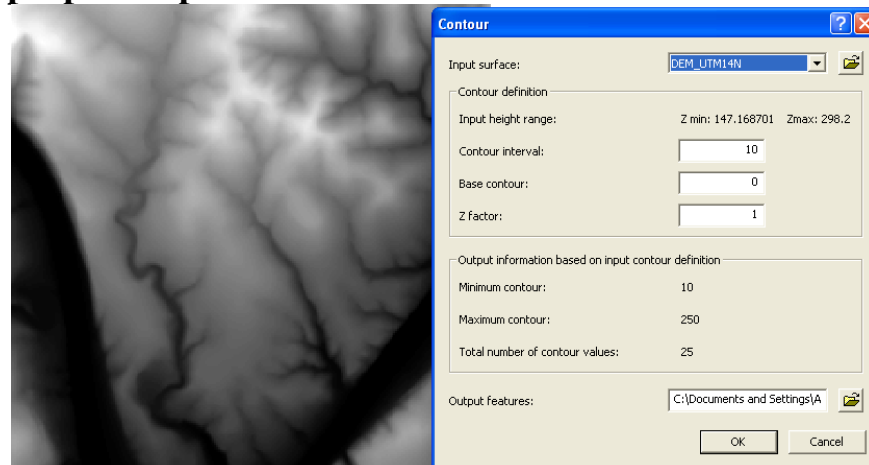 Contour
Input surface: DEM_UTM14N
Contour definition
Input height range: Z min: 147.168701 Zmax: 298.2
Contour interval: 10
Base contour: 0
Z factor: 1
Output information based on input contour definition
Minimum contour: 10
Maximum contour: 250
Total number of contour values: 25
Output features: C:\Documents and Settings\A
OK Cancel